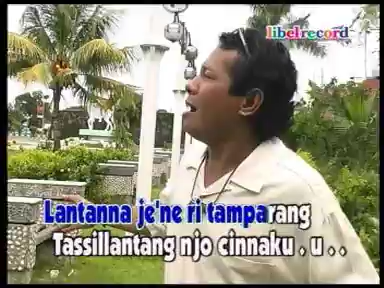 libelrecord
Lantanna je'ne ri tamparang
Tassillantang njo cinnaku . u . .